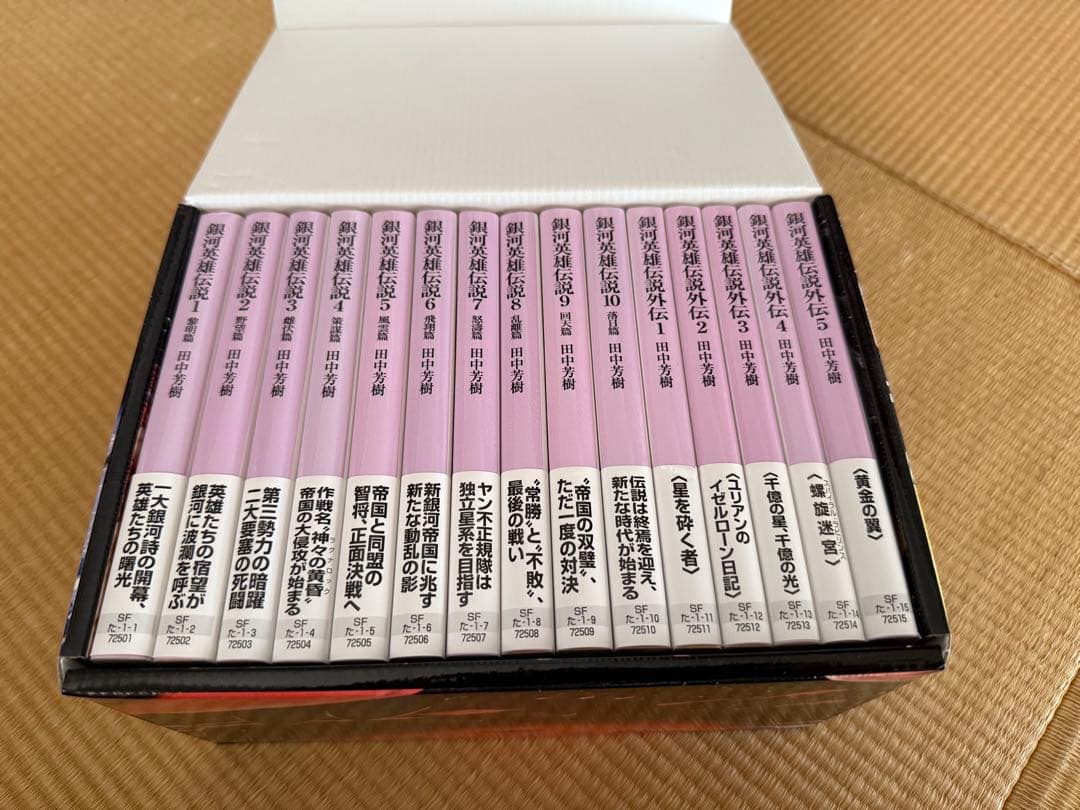 銀河英雄伝説 1 黎明篇 田中芳樹
一大銀河詩の開幕、
英雄たちの曙光
SF
た-1-1
72501
銀河英雄伝説 2 野望篇 田中芳樹
英雄たちの宿望が
銀河に波瀾を呼ぶ
SF
た-1-2
72502
銀河英雄伝説 3 雌伏篇 田中芳樹
第三勢力の暗躍
二大要塞の死闘
SF
た-1-3
72503
銀河英雄伝説 4 策謀篇 田中芳樹
作戦名〝神々の黄昏〟
ラグナロック
帝国の大侵攻が始まる
SF
た-1-4
72504
銀河英雄伝説 5 風雲篇 田中芳樹
帝国と同盟の
智将、正面決戦へ
SF
た-1-5
72505
銀河英雄伝説 6 飛翔篇 田中芳樹
新銀河帝国に兆す
新たな動乱の影
SF
た-1-6
72506
銀河英雄伝説 7 怒濤篇 田中芳樹
ヤン不正規隊は
独立星系を目指す
SF
た-1-7
72507
銀河英雄伝説 8 乱離篇 田中芳樹
〝常勝〟と〝不敗〟、
最後の戦い
SF
た-1-8
72508
銀河英雄伝説 9 回天篇 田中芳樹
〝帝国の双璧〟、
ただ一度の対決
SF
た-1-9
72509
銀河英雄伝説 10 落日篇 田中芳樹
伝説は終焉を迎え、
新たな時代が始まる
SF
た-1-10
72510
銀河英雄伝説外伝 1 田中芳樹
〈星を砕く者〉
SF
た-1-11
72511
銀河英雄伝説外伝 2 田中芳樹
〈ユリアンの
イゼルローン日記〉
SF
た-1-12
72512
銀河英雄伝説外伝 3 田中芳樹
〈千億の星、千億の光〉
SF
た-1-13
72513
銀河英雄伝説外伝 4 田中芳樹
〈螺旋迷宮〉
スパイラル・ラビリンス
SF
た-1-14
72514
銀河英雄伝説外伝 5 田中芳樹
〈黄金の翼〉
SF
た-1-15
72515